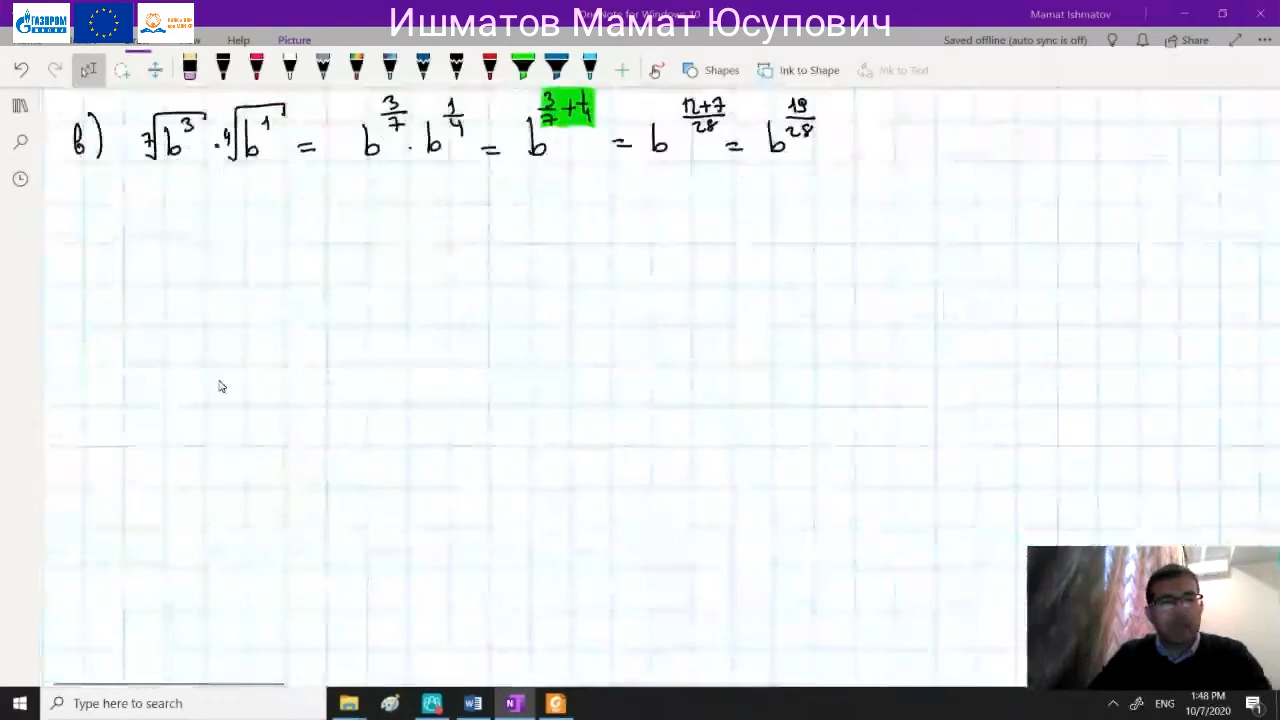 Ишматов Мамат Юсупович
ГАЗПРОМ
Mamat Ishmatov
Help Picture
Saved offline (auto sync is off) Share
Shapes Ink to Shape Ink to Text
в) ⁷√b³ · ⁴√b¹ = b^(3/7) · b^(1/4) = b^(3/7 + 1/4) = b^((12+7)/28) = b^(19/28)
Type here to search
ENG
1:48 PM
10/7/2020